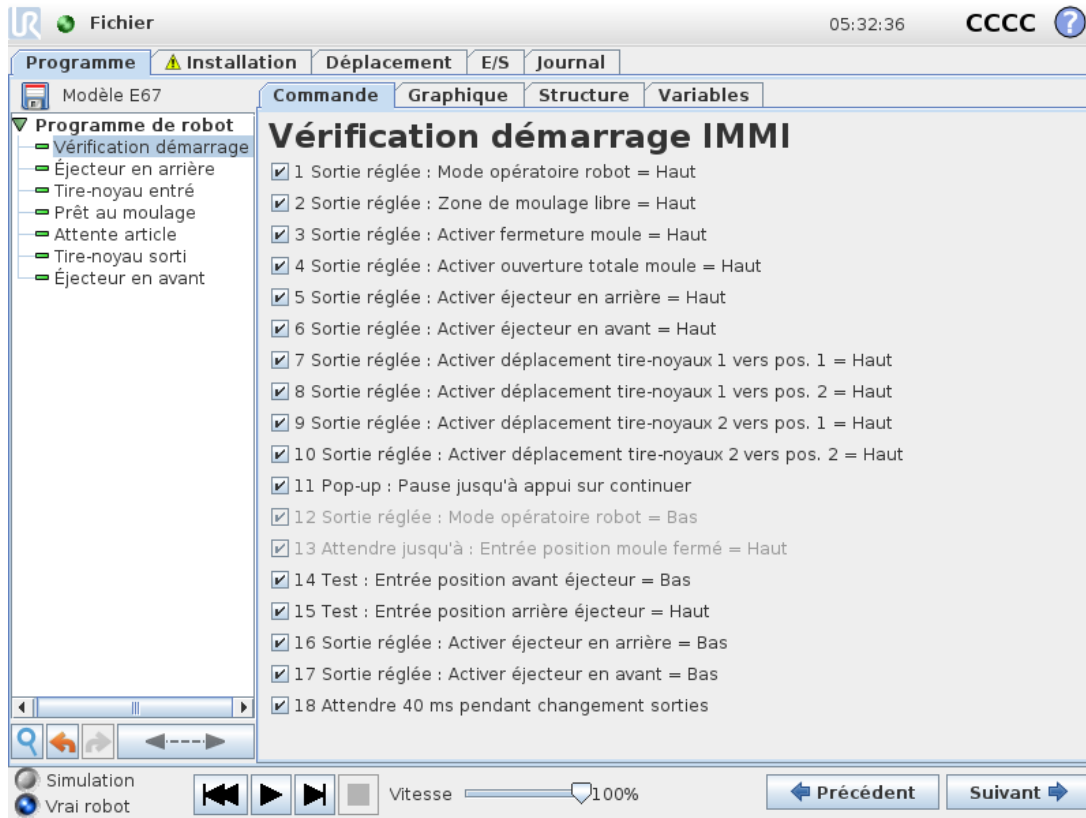 UR Fichier 05:32:36 CCCC ?
Programme Installation Déplacement E/S Journal
Modèle E67 Commande Graphique Structure Variables
Programme de robot
Vérification démarrage
Éjecteur en arrière
Tire-noyau entré
Prêt au moulage
Attente article
Tire-noyau sorti
Éjecteur en avant
Vérification démarrage IMMI
1 Sortie réglée : Mode opératoire robot = Haut
2 Sortie réglée : Zone de moulage libre = Haut
3 Sortie réglée : Activer fermeture moule = Haut
4 Sortie réglée : Activer ouverture totale moule = Haut
5 Sortie réglée : Activer éjecteur en arrière = Haut
6 Sortie réglée : Activer éjecteur en avant = Haut
7 Sortie réglée : Activer déplacement tire-noyaux 1 vers pos. 1 = Haut
8 Sortie réglée : Activer déplacement tire-noyaux 1 vers pos. 2 = Haut
9 Sortie réglée : Activer déplacement tire-noyaux 2 vers pos. 1 = Haut
10 Sortie réglée : Activer déplacement tire-noyaux 2 vers pos. 2 = Haut
11 Pop-up : Pause jusqu'à appui sur continuer
12 Sortie réglée : Mode opératoire robot = Bas
13 Attendre jusqu'à : Entrée position moule fermé = Haut
14 Test : Entrée position avant éjecteur = Bas
15 Test : Entrée position arrière éjecteur = Haut
16 Sortie réglée : Activer éjecteur en arrière = Bas
17 Sortie réglée : Activer éjecteur en avant = Bas
18 Attendre 40 ms pendant changement sorties
Simulation
Vrai robot
Vitesse 100% Précédent Suivant